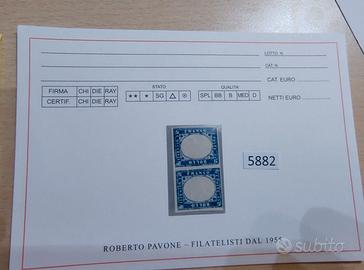 LOTTO N.
CAT. N.
CAT. EURO
FIRMA CHI DIE RAY STATO ★★ ★ SG △ ⊙ QUALITA' SPL BB B MED D
CERTIF. CHI DIE RAY NETTI EURO
5882
ROBERTO PAVONE – FILATELISTI DAL 1955
subito